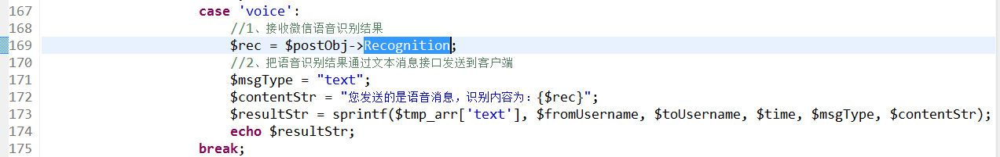 167 case 'voice':
168 //1、接收微信语音识别结果
169 $rec = $postObj->Recognition;
170 //2、把语音识别结果通过文本消息接口发送到客户端
171 $msgType = "text";
172 $contentStr = "您发送的是语音消息，识别内容为：{$rec}";
173 $resultStr = sprintf($tmp_arr['text'], $fromUsername, $toUsername, $time, $msgType, $contentStr);
174 echo $resultStr;
175 break;